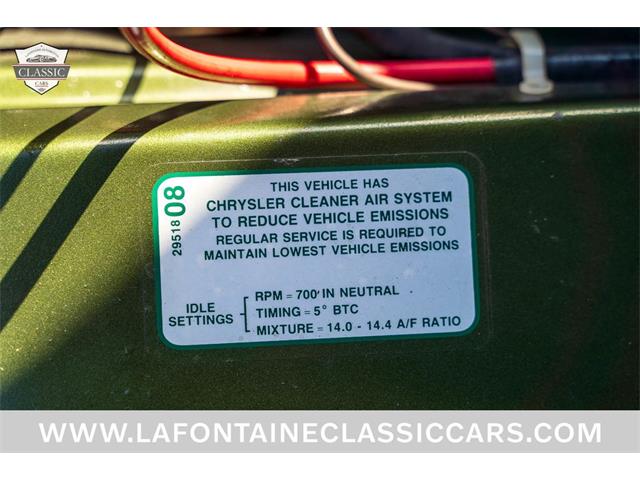 CLASSIC
CARS
2951808
THIS VEHICLE HAS
CHRYSLER CLEANER AIR SYSTEM
TO REDUCE VEHICLE EMISSIONS
REGULAR SERVICE IS REQUIRED TO
MAINTAIN LOWEST VEHICLE EMISSIONS
IDLE
SETTINGS
RPM = 700 IN NEUTRAL
TIMING = 5° BTC
MIXTURE = 14.0 - 14.4 A/F RATIO
WWW.LAFONTAINECLASSICCARS.COM